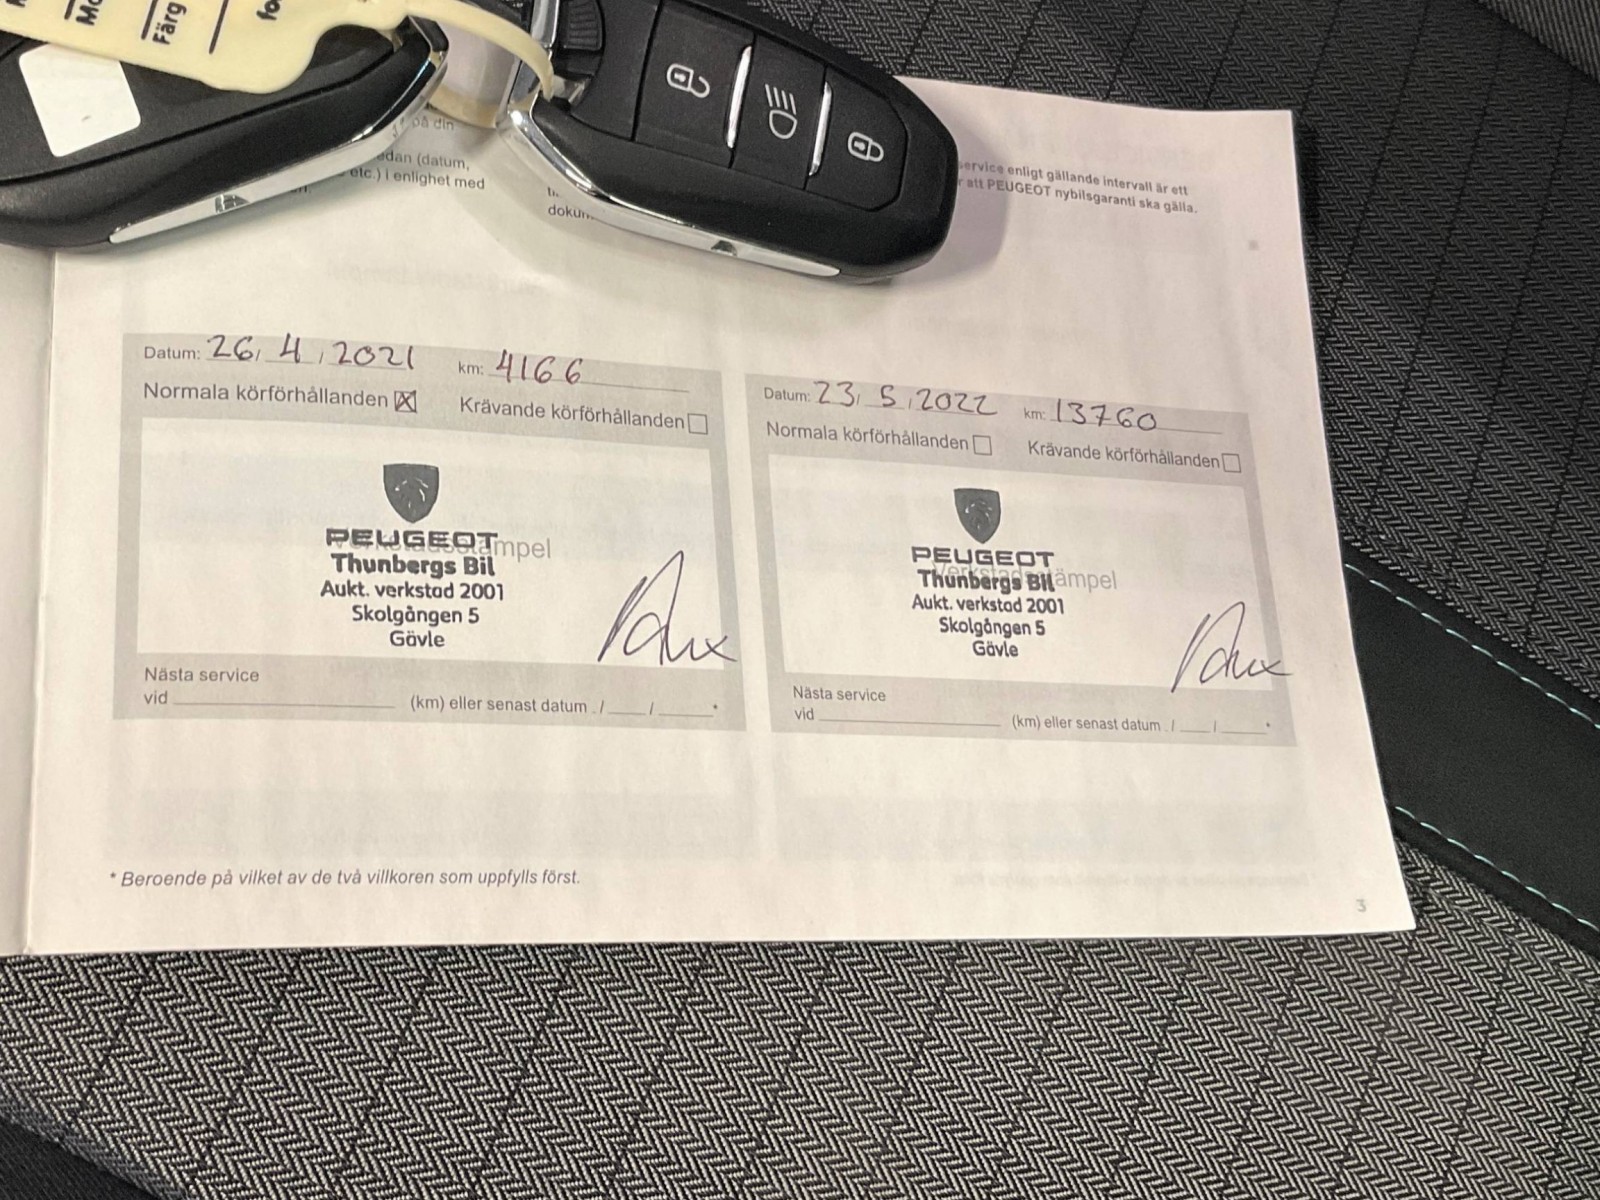 Färg
på din
edan (datum,
etc.) i enlighet med
service enligt gällande intervall är ett
att PEUGEOT nybilsgaranti ska gälla.
Datum: 26/ 4 / 2021 km: 4166
Normala körförhållanden ☒ Krävande körförhållanden ☐
PEUGEOT
Thunbergs Bil
Aukt. verkstad 2001
Skolgången 5
Gävle
Nästa service
vid (km) eller senast datum . / / *
Datum: 23/ 5 / 2022 km: 13760
Normala körförhållanden ☐ Krävande körförhållanden ☐
PEUGEOT
Verkstadsstämpel
Thunbergs Bil
Aukt. verkstad 2001
Skolgången 5
Gävle
Nästa service
vid (km) eller senast datum . / / *
* Beroende på vilket av de två villkoren som uppfylls först.
3